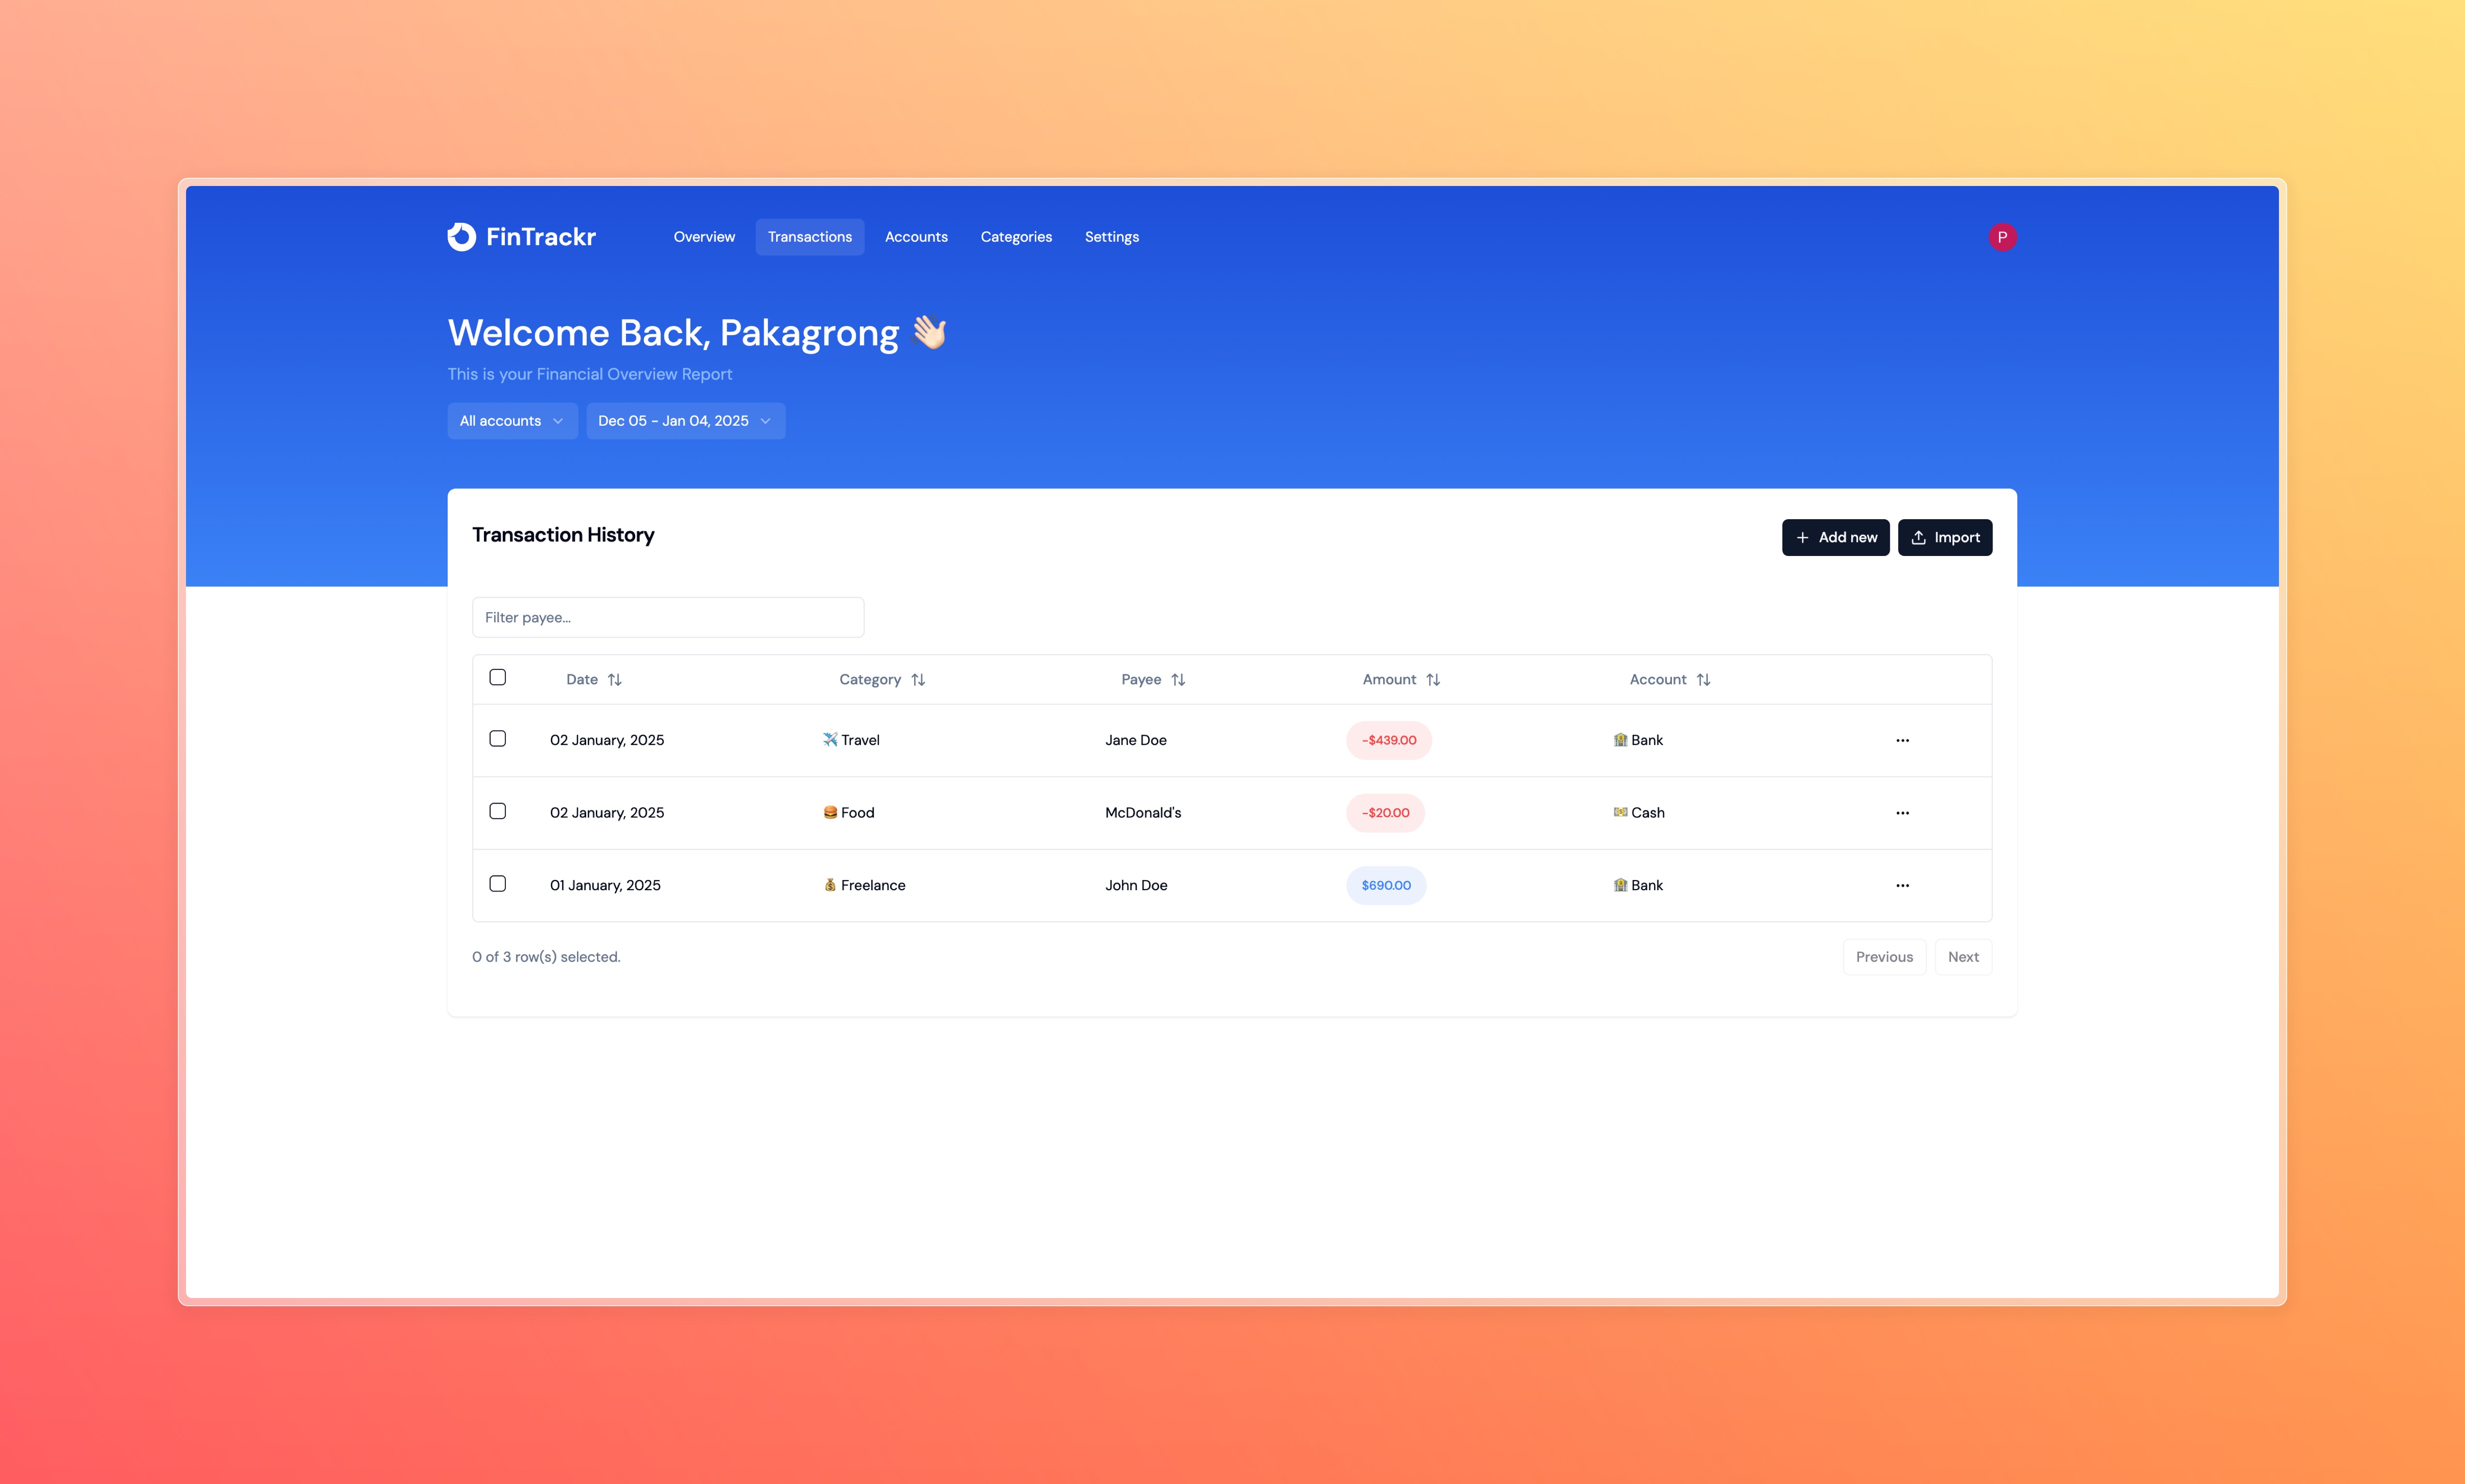 FinTrackr Overview Transactions Accounts Categories Settings P
Welcome Back, Pakagrong 👋🏻
This is your Financial Overview Report
All accounts Dec 05 - Jan 04, 2025
Transaction History + Add new Import
Filter payee...
Date Category Payee Amount Account
02 January, 2025 ✈️ Travel Jane Doe -$439.00 🏦 Bank ...
02 January, 2025 🍔 Food McDonald's -$20.00 💵 Cash ...
01 January, 2025 💰 Freelance John Doe $690.00 🏦 Bank ...
0 of 3 row(s) selected. Previous Next